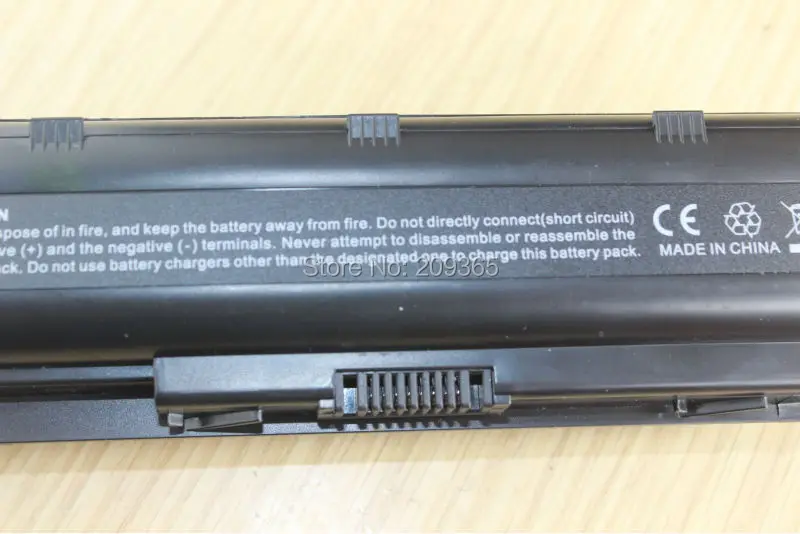 N
spose of in fire, and keep the battery away from fire. Do not directly connect(short circuit)
ve (+) and the negative (-) terminals. Never attempt to disassemble or reassemble the
ck. Do not use battery chargers other than the designated one to charge this battery pack.
CE
MADE IN CHINA
Store No: 209365